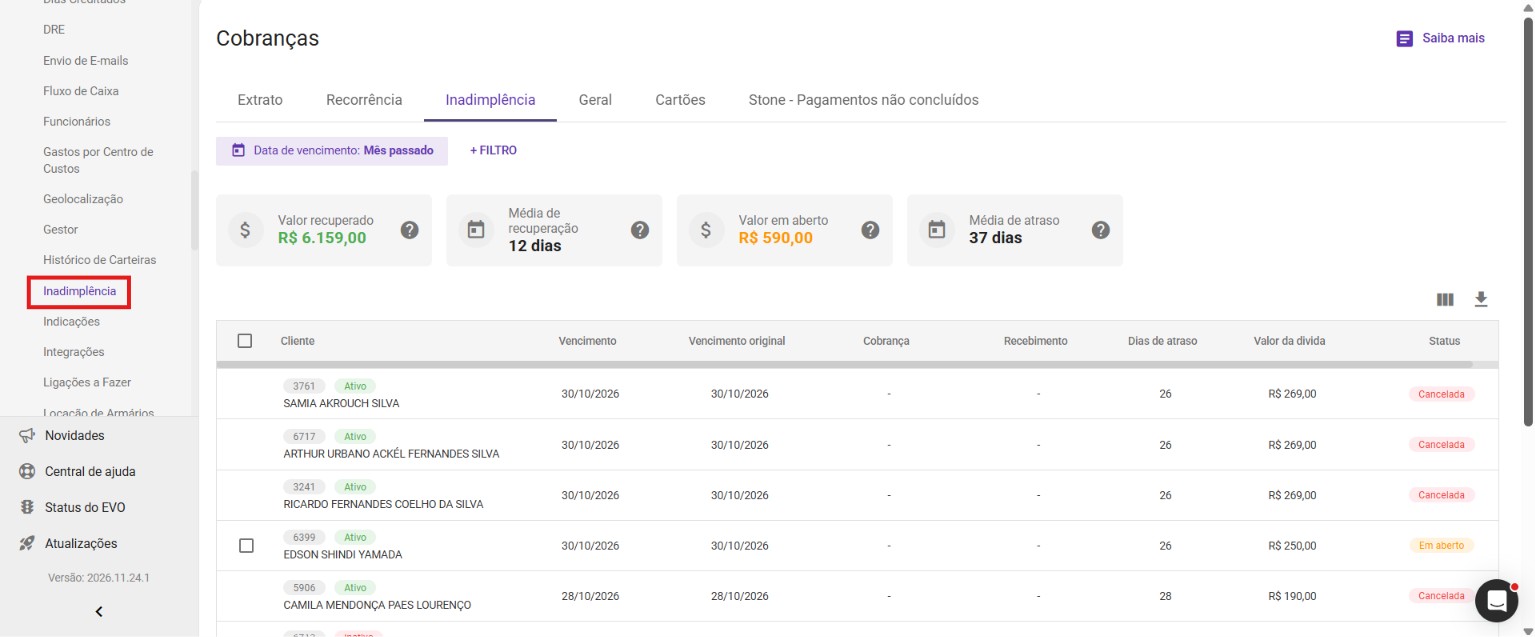 Dias Creditados
DRE
Envio de E-mails
Fluxo de Caixa
Funcionários
Gastos por Centro de
Custos
Geolocalização
Gestor
Histórico de Carteiras
Inadimplência
Indicações
Integrações
Ligações a Fazer
Locação de Armários
Novidades
Central de ajuda
Status do EVO
Atualizações
Versão: 2026.11.24.1
Cobranças
Saiba mais
Extrato Recorrência Inadimplência Geral Cartões Stone - Pagamentos não concluídos
Data de vencimento: Mês passado + FILTRO
Valor recuperado
R$ 6.159,00
Média de
recuperação
12 dias
Valor em aberto
R$ 590,00
Média de atraso
37 dias
Cliente Vencimento Vencimento original Cobrança Recebimento Dias de atraso Valor da divida Status
3761 Ativo
SAMIA AKROUCH SILVA 30/10/2026 30/10/2026 - - 26 R$ 269,00 Cancelada
6717 Ativo
ARTHUR URBANO ACKÉL FERNANDES SILVA 30/10/2026 30/10/2026 - - 26 R$ 269,00 Cancelada
3241 Ativo
RICARDO FERNANDES COELHO DA SILVA 30/10/2026 30/10/2026 - - 26 R$ 269,00 Cancelada
6399 Ativo
EDSON SHINDI YAMADA 30/10/2026 30/10/2026 - - 26 R$ 250,00 Em aberto
5906 Ativo
CAMILA MENDONÇA PAES LOURENÇO 28/10/2026 28/10/2026 - - 28 R$ 190,00 Cancelada